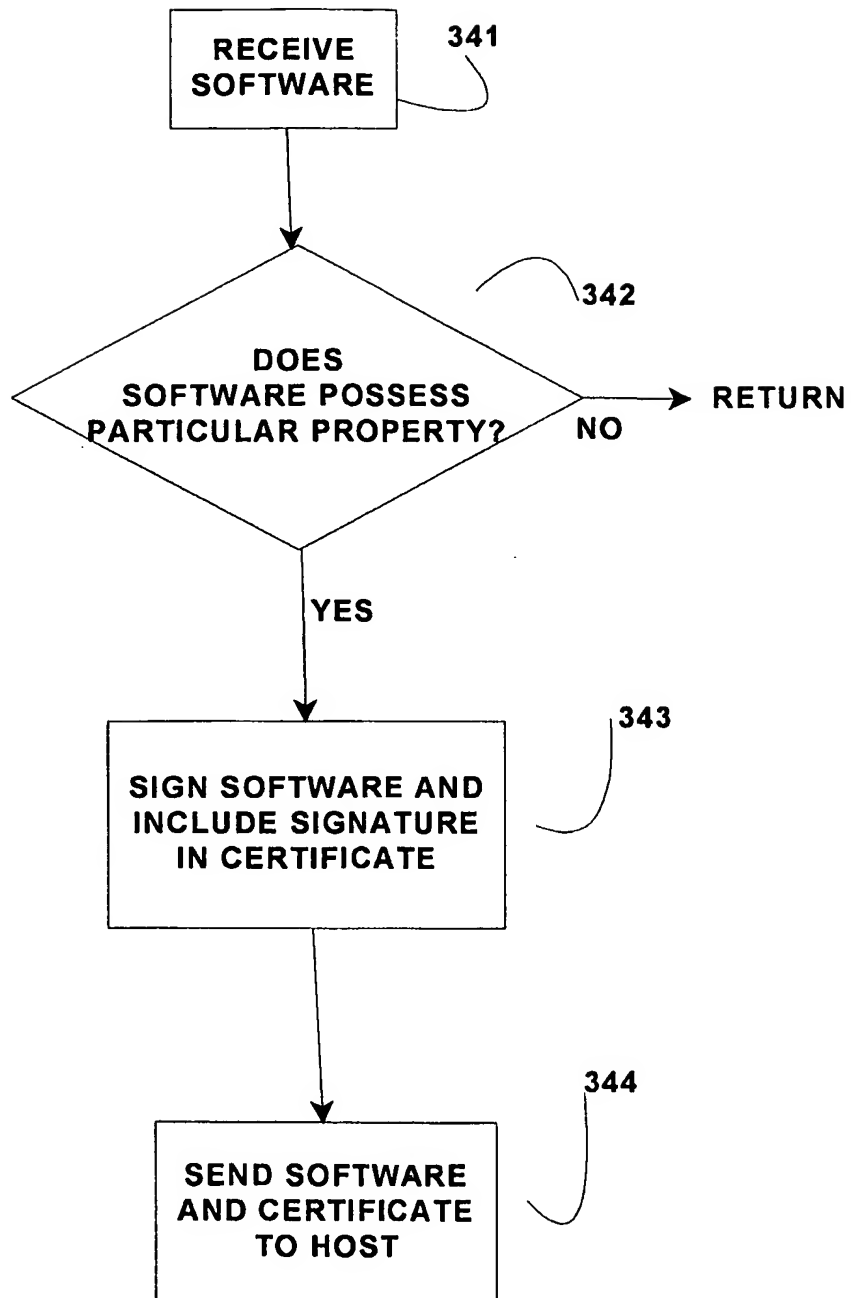 RECEIVE
SOFTWARE
341
342
DOES
SOFTWARE POSSESS
PARTICULAR PROPERTY?
NO
RETURN
YES
343
SIGN SOFTWARE AND
INCLUDE SIGNATURE
IN CERTIFICATE
344
SEND SOFTWARE
AND CERTIFICATE
TO HOST